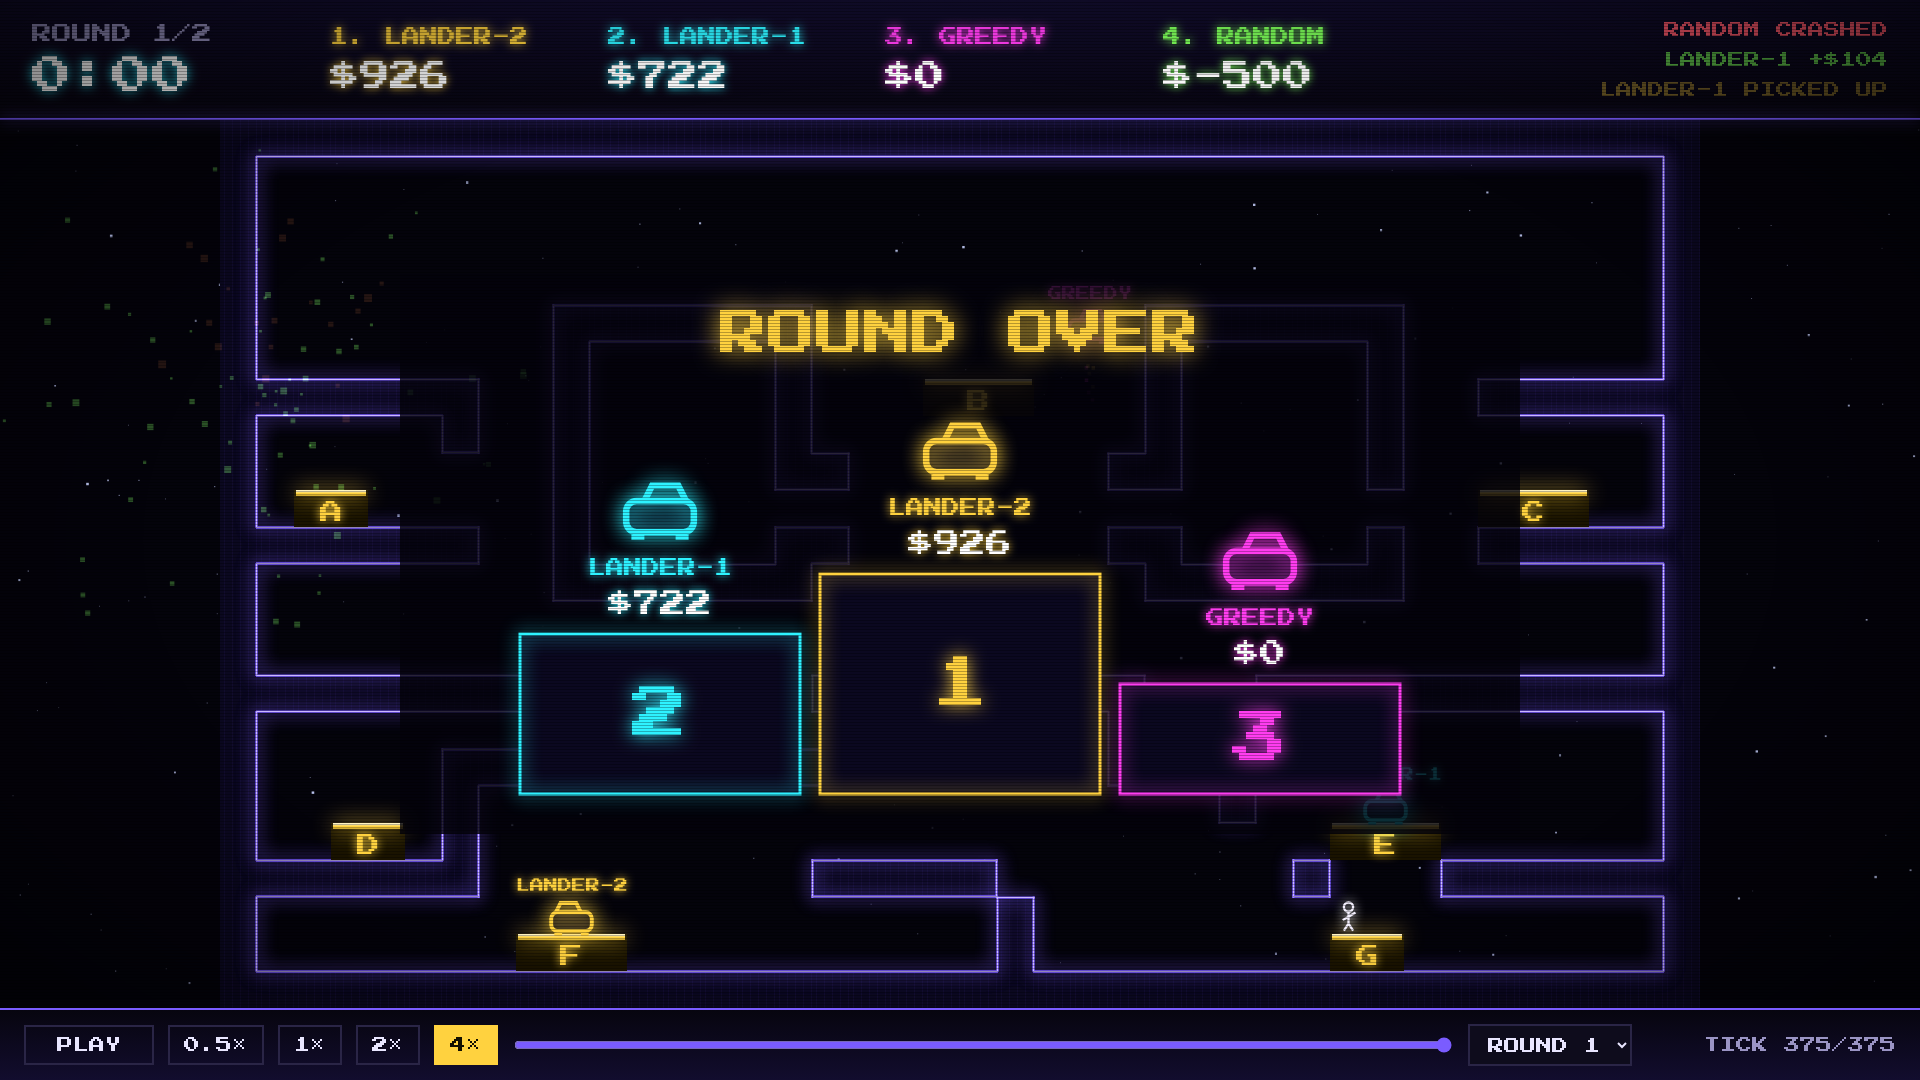 ROUND 1/2
0:00
1. LANDER-2
$926
2. LANDER-1
$722
3. GREEDY
$0
4. RANDOM
$-500
RANDOM CRASHED
LANDER-1 +$104
LANDER-1 PICKED UP
GREEDY
ROUND OVER
B
LANDER-2
$926
LANDER-1
$722
GREEDY
$0
A
C
1
2
3
R-1
D
E
LANDER-2
F
G
PLAY
0.5×
1×
2×
4×
ROUND 1
TICK 375/375